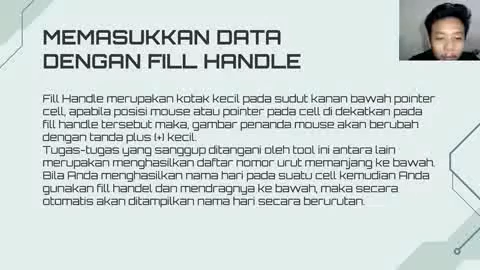 MEMASUKKAN DATA
DENGAN FILL HANDLE
Fill Handle merupakan kotak kecil pada sudut kanan bawah pointer
cell, apabila posisi mouse atau pointer pada cell di dekatkan pada
fill handle tersebut maka, gambar penanda mouse akan berubah
dengan tanda plus (+) kecil.
Tugas-tugas yang sanggup ditangani oleh tool ini antara lain
merupakan menghasilkan daftar nomor urut memanjang ke bawah.
Bila Anda menghasilkan nama hari pada suatu cell kemudian Anda
gunakan fill handel dan mendragnya ke bawah, maka secara
otomatis akan ditampilkan nama hari secara berurutan.